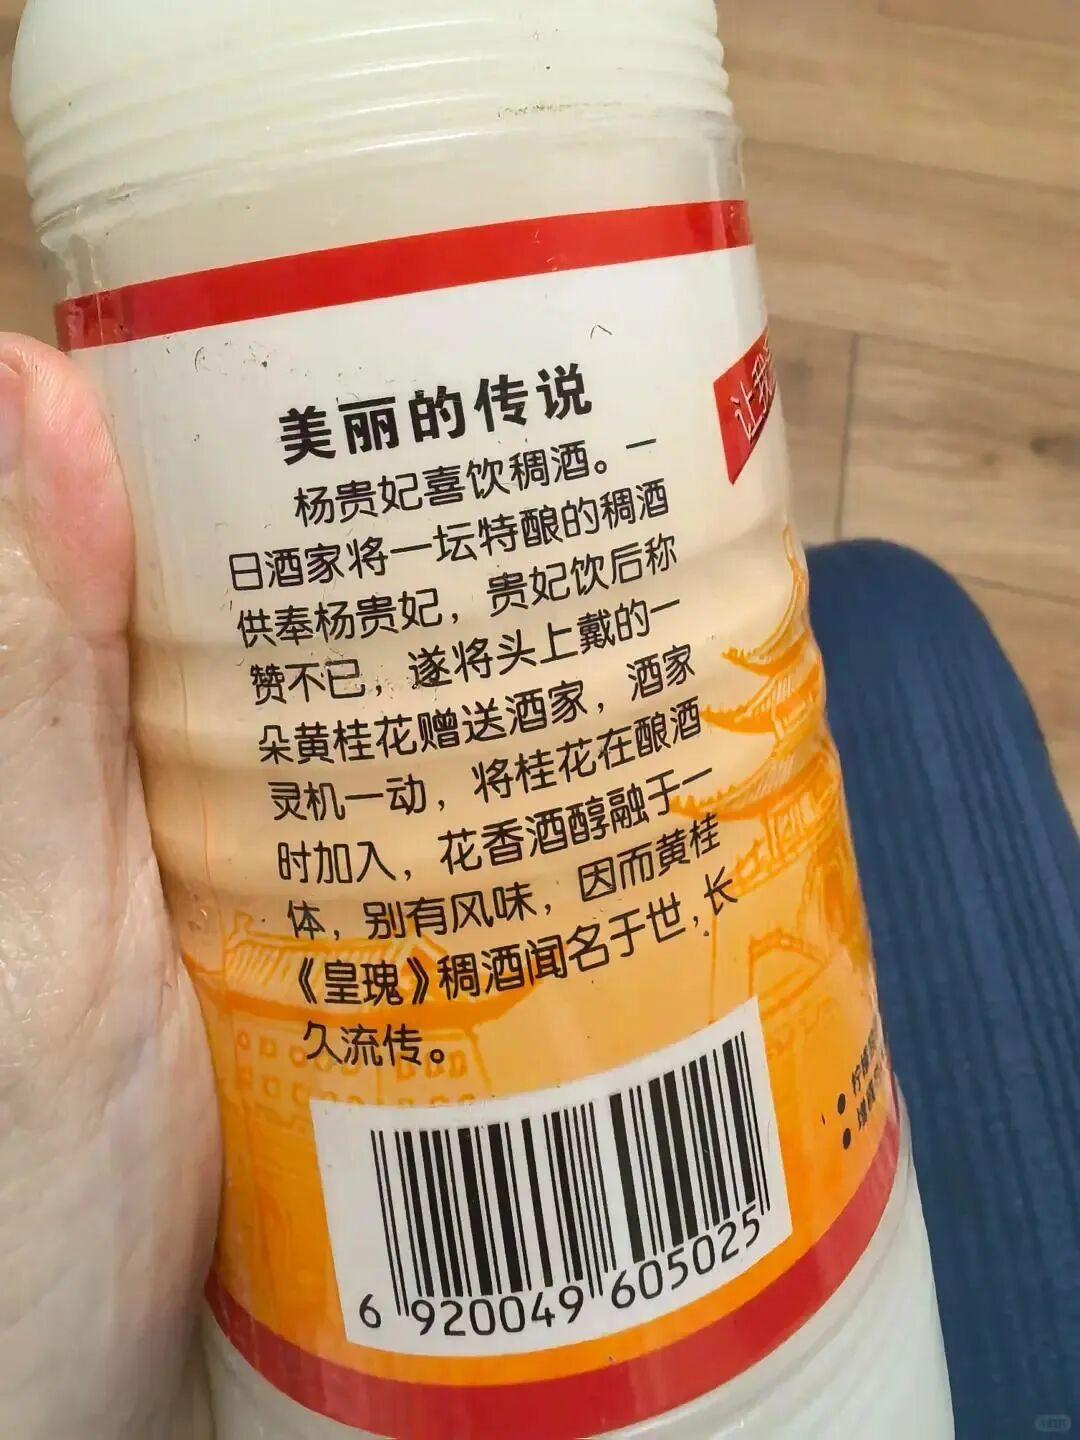 美丽的传说
杨贵妃喜饮稠酒。一
日酒家将一坛特酿的稠酒
供奉杨贵妃，贵妃饮后称
赞不已，遂将头上戴的一
朵黄桂花赠送酒家，酒家
灵机一动，将桂花在酿酒
时加入，花香酒醇融于一
体，别有风味，因而黄桂
《皇瑰》稠酒闻名于世，长
久流传。
让我
6 920049 605025